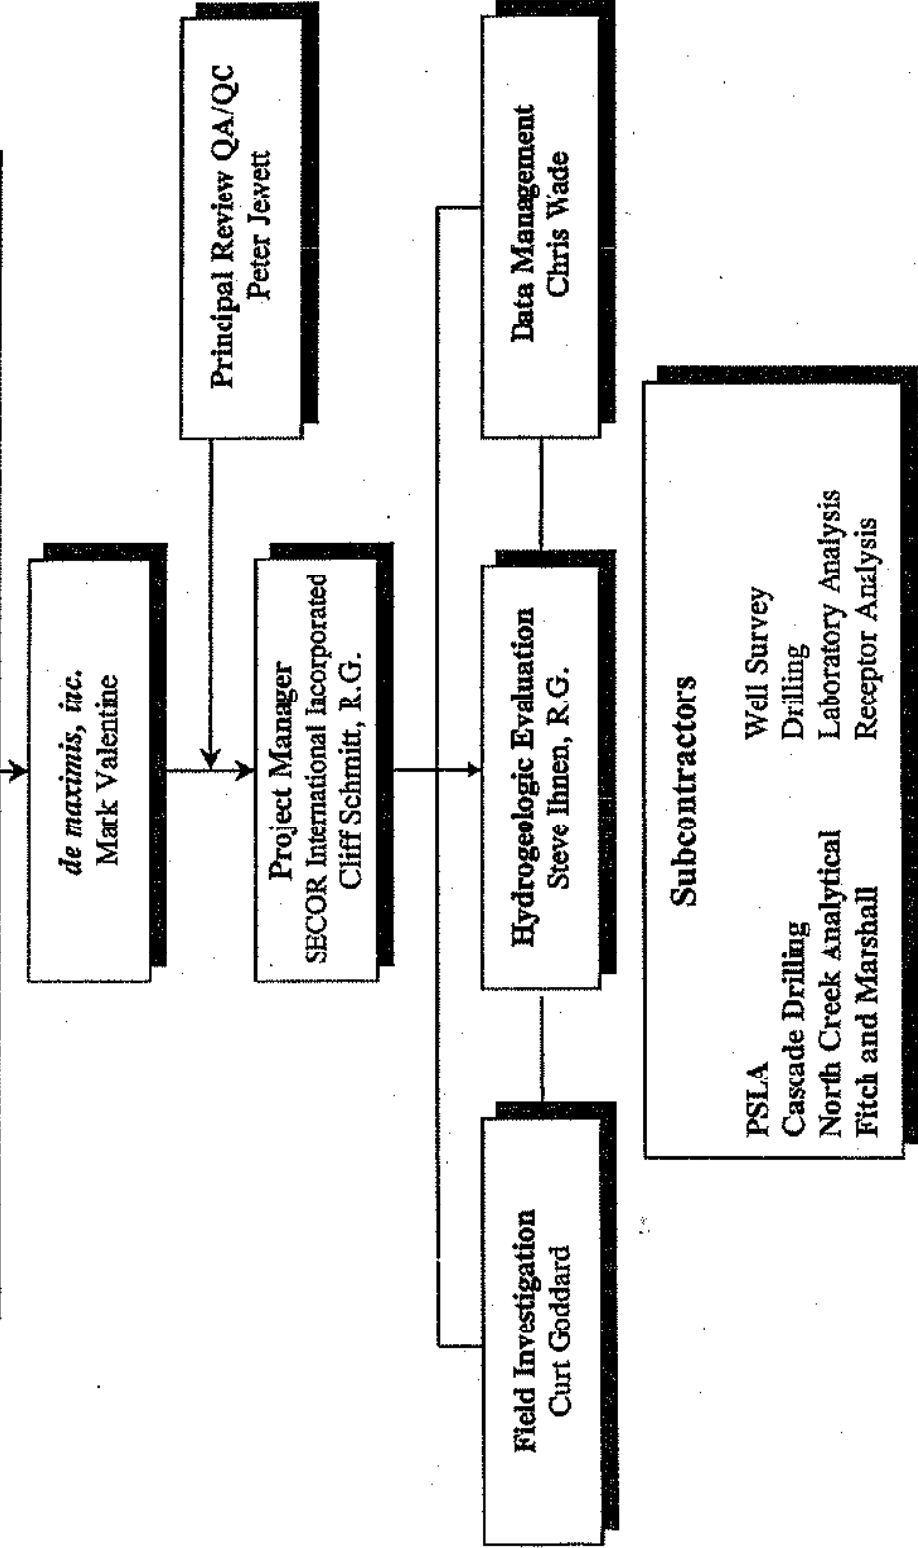 de maximis, inc.
Mark Valentine
Principal Review QA/QC
Peter Jewett
Project Manager
SECOR International Incorporated
Cliff Schmitt, R.G.
Field Investigation
Curt Goddard
Hydrogeologic Evaluation
Steve Ihnen, R.G.
Data Management
Chris Wade
Subcontractors
PSLA Well Survey
Cascade Drilling Drilling
North Creek Analytical Laboratory Analysis
Fitch and Marshall Receptor Analysis